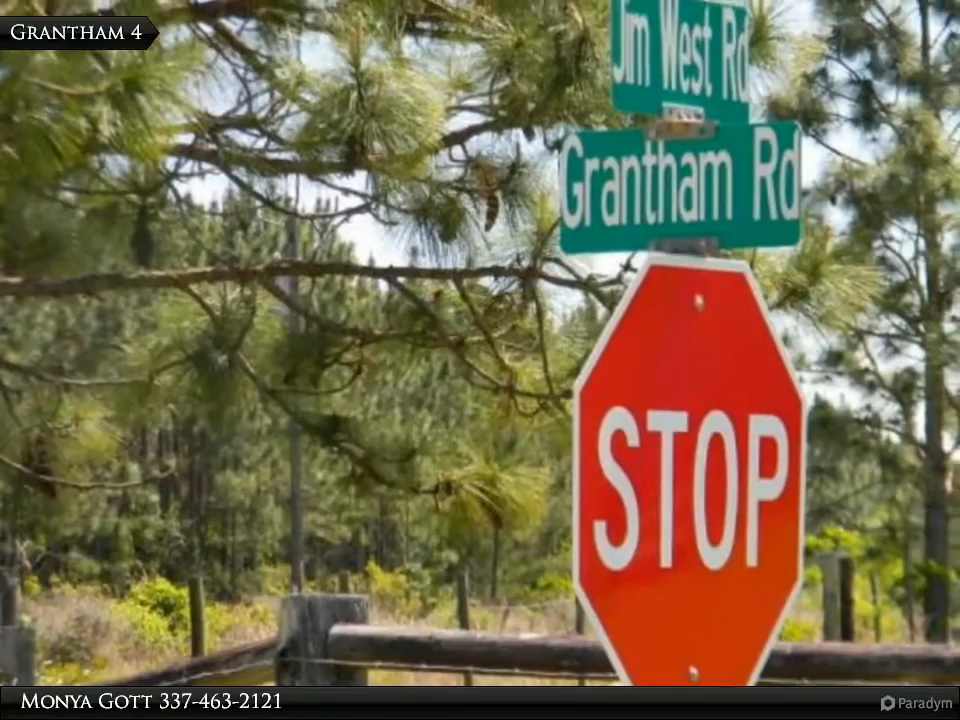 GRANTHAM 4
Jim West Rd
Grantham Rd
STOP
MONYA GOTT 337-463-2121
Paradym